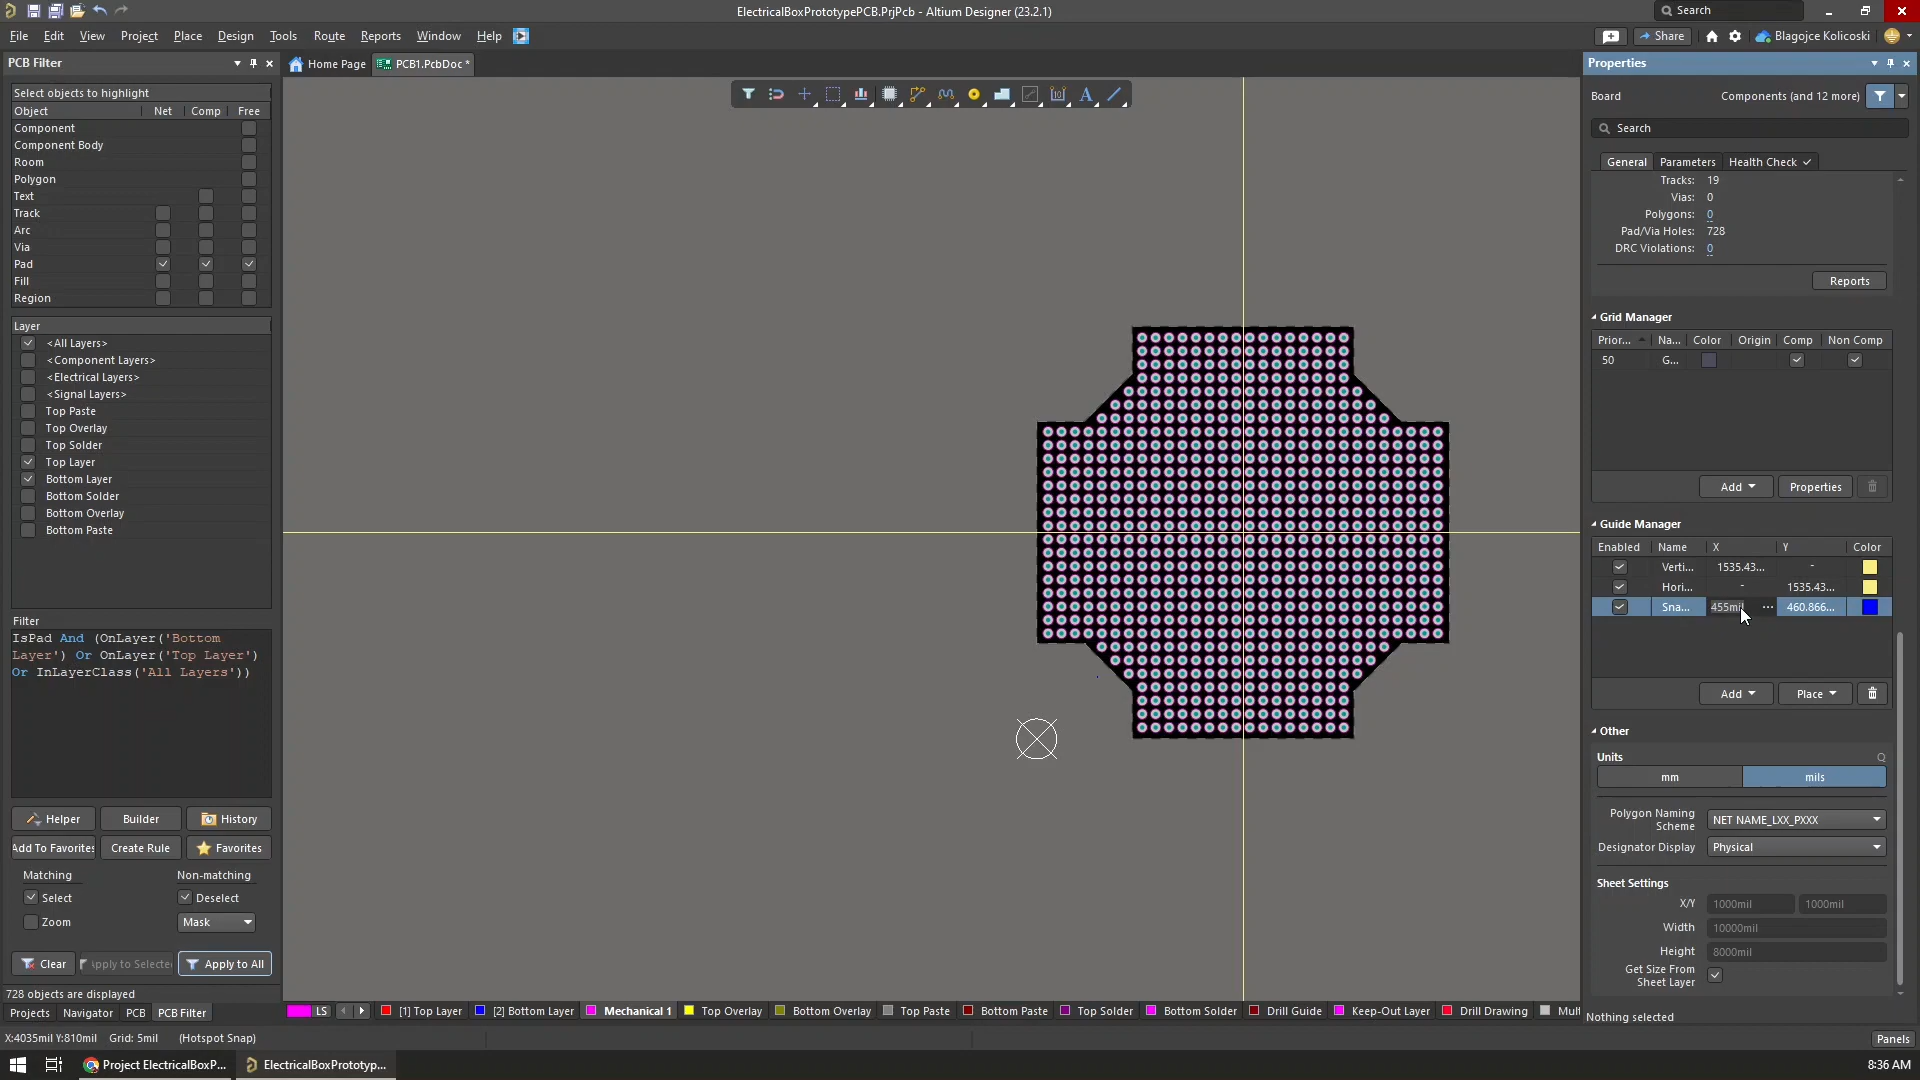 ElectricalBoxPrototypePCB.PrjPcb - Altium Designer (23.2.1)
Search
File Edit View Project Place Design Tools Route Reports Window Help
Share
Blagojce Kolicoski
PCB Filter
Home Page
PCB1.PcbDoc *
Select objects to highlight
Object Net Comp Free
Component
Component Body
Room
Polygon
Text
Track
Arc
Via
Pad
Fill
Region
Layer
<All Layers>
<Component Layers>
<Electrical Layers>
<Signal Layers>
Top Paste
Top Overlay
Top Solder
Top Layer
Bottom Layer
Bottom Solder
Bottom Overlay
Bottom Paste
Filter
IsPad And (OnLayer('Bottom
Layer') Or OnLayer('Top Layer')
Or InLayerClass('All Layers'))
Helper Builder History
Add To Favorites Create Rule Favorites
Matching Non-matching
Select Deselect
Zoom Mask
Clear Apply to All
728 objects are displayed
Projects Navigator PCB PCB Filter
Properties
Board Components (and 12 more)
Search
General Parameters Health Check
Tracks: 19
Vias: 0
Polygons: 0
Pad/Via Holes: 728
DRC Violations: 0
Reports
Grid Manager
Prior... Na... Color Origin Comp Non Comp
50 G...
Add Properties
Guide Manager
Enabled Name X Y Color
Verti... 1535.43... -
Hori... - 1535.43...
Sna... 455mil ... 460.866...
Add Place
Other
Units
mm mils
Polygon Naming
Scheme
NET NAME_LXX_PXXX
Designator Display Physical
Sheet Settings
X/Y 1000mil 1000mil
Width 10000mil
Height 8000mil
Get Size From
Sheet Layer
Nothing selected
LS [1] Top Layer [2] Bottom Layer Mechanical 1 Top Overlay Bottom Overlay Top Paste Bottom Paste Top Solder Bottom Solder Drill Guide Keep-Out Layer Drill Drawing Mult
X:4035mil Y:810mil Grid: 5mil (Hotspot Snap)
Panels
Project ElectricalBoxP...
ElectricalBoxPrototyp...
8:36 AM